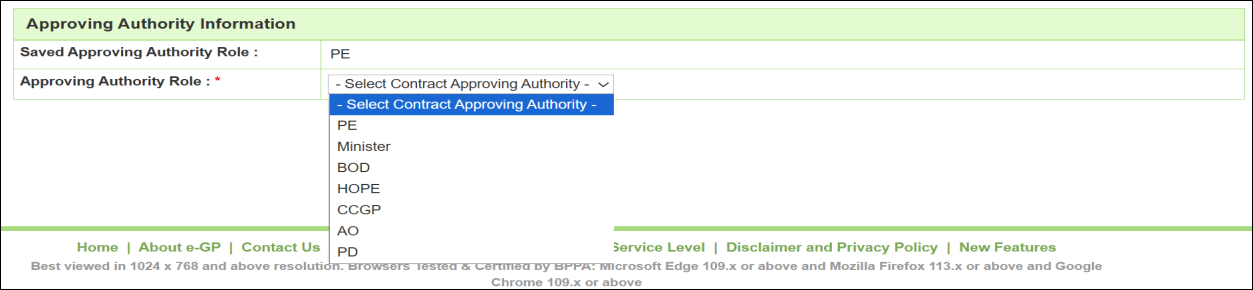 Approving Authority Information
Saved Approving Authority Role :
PE
Approving Authority Role : *
- Select Contract Approving Authority -
- Select Contract Approving Authority -
PE
Minister
BOD
HOPE
CCGP
AO
PD
Home | About e-GP | Contact Us Service Level | Disclaimer and Privacy Policy | New Features
Best viewed in 1024 x 768 and above resolution. Browsers Tested & Certified by BPPA: Microsoft Edge 109.x or above and Mozilla Firefox 113.x or above and Google
Chrome 109.x or above